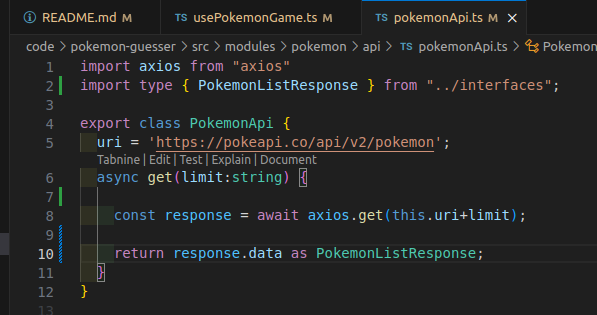 README.md M
TS usePokemonGame.ts M
TS pokemonApi.ts M ×
code > pokemon-guesser > src > modules > pokemon > api > TS pokemonApi.ts > Pokemon
1 import axios from "axios"
2 import type { PokemonListResponse } from "../interfaces";
3
4 export class PokemonApi {
5 uri = 'https://pokeapi.co/api/v2/pokemon';
Tabnine | Edit | Test | Explain | Document
6 async get(limit:string) {
7
8 const response = await axios.get(this.uri+limit);
9
10 return response.data as PokemonListResponse;
11 }
12 }
13